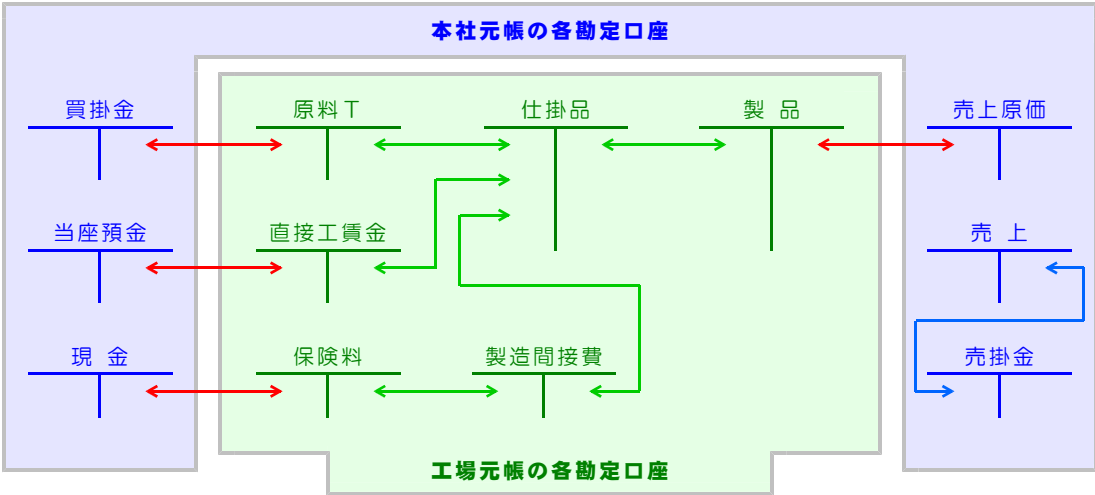 本社元帳の各勘定口座
買掛金
原料T
仕掛品
製品
売上原価
当座預金
直接工賃金
売上
現金
保険料
製造間接費
売掛金
工場元帳の各勘定口座